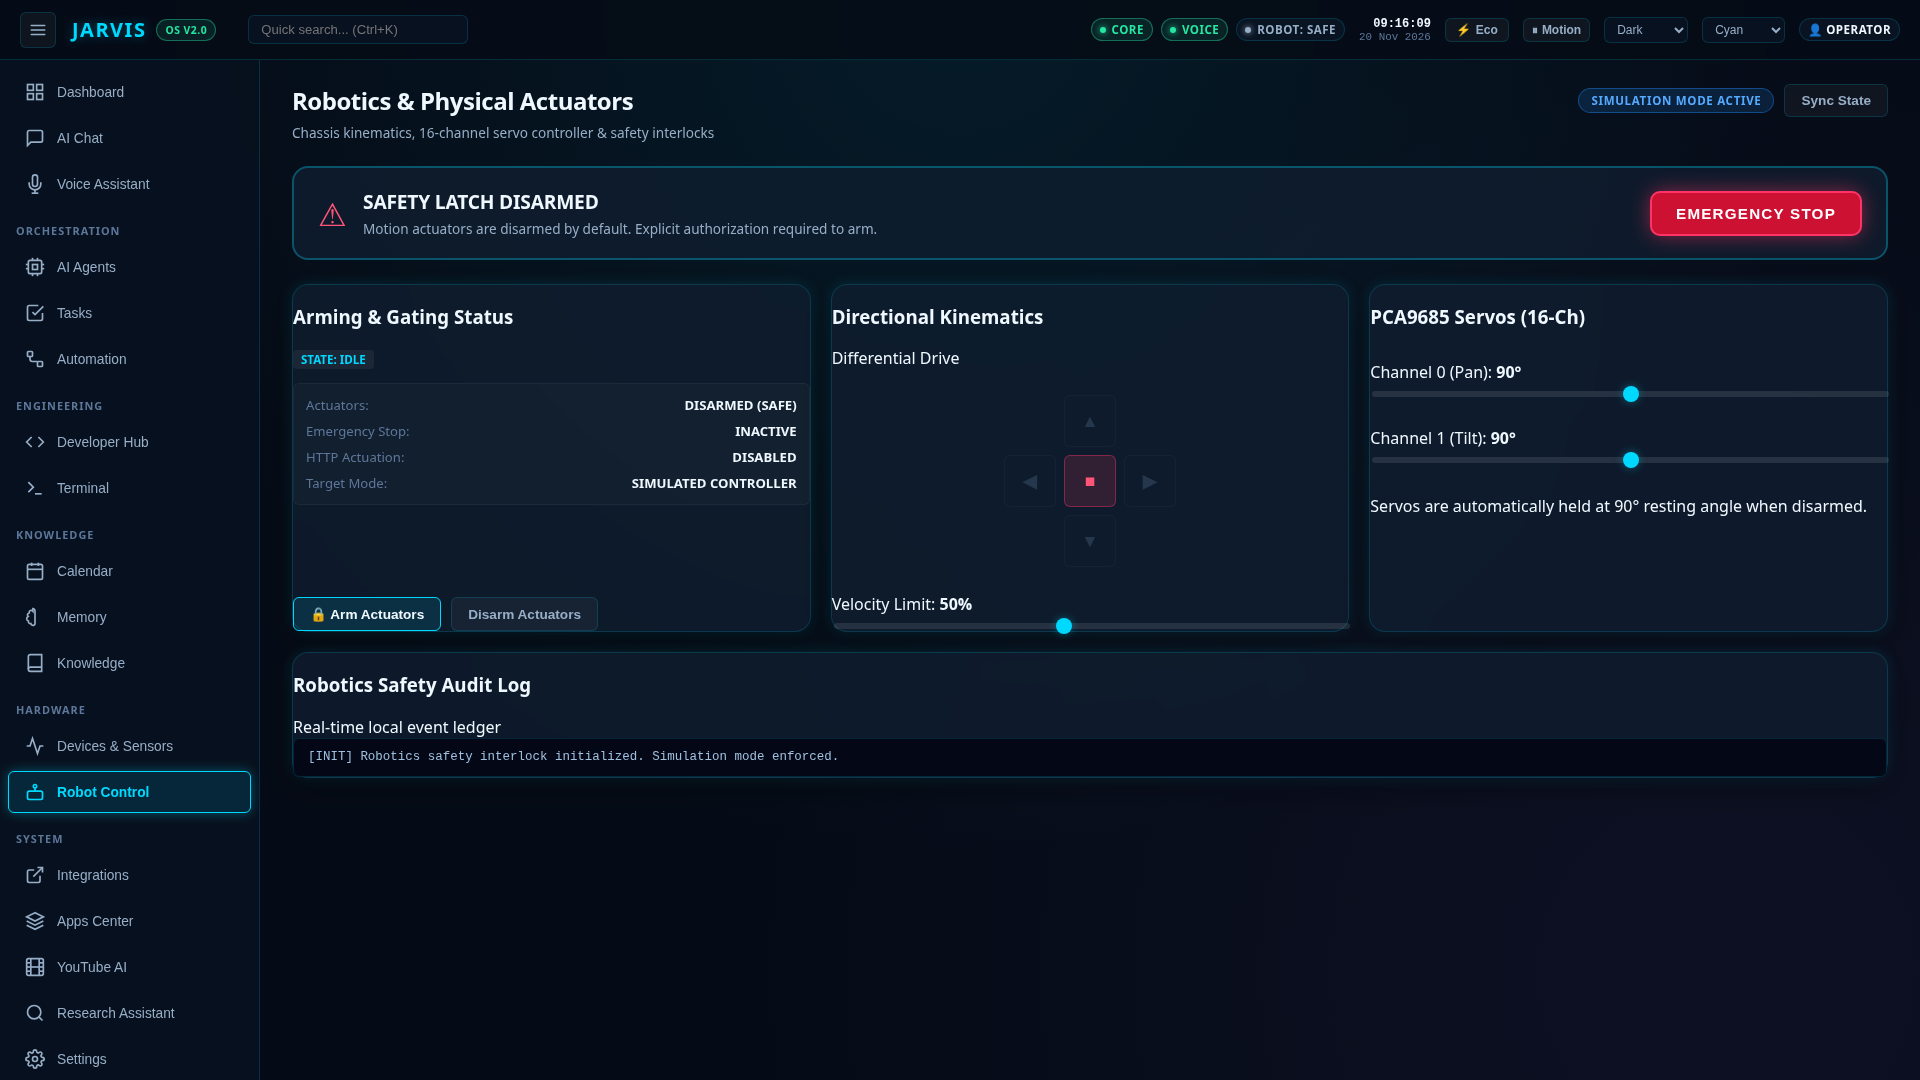 JARVIS
OS V2.0
Quick search... (Ctrl+K)
CORE
VOICE
ROBOT: SAFE
09:16:09
20 Nov 2026
⚡ Eco
Motion
Dark
Cyan
OPERATOR
Dashboard
AI Chat
Voice Assistant
ORCHESTRATION
AI Agents
Tasks
Automation
ENGINEERING
Developer Hub
Terminal
KNOWLEDGE
Calendar
Memory
Knowledge
HARDWARE
Devices & Sensors
Robot Control
SYSTEM
Integrations
Apps Center
YouTube AI
Research Assistant
Settings
Robotics & Physical Actuators
Chassis kinematics, 16-channel servo controller & safety interlocks
SIMULATION MODE ACTIVE
Sync State
SAFETY LATCH DISARMED
Motion actuators are disarmed by default. Explicit authorization required to arm.
EMERGENCY STOP
Arming & Gating Status
STATE: IDLE
Actuators: DISARMED (SAFE)
Emergency Stop: INACTIVE
HTTP Actuation: DISABLED
Target Mode: SIMULATED CONTROLLER
🔒 Arm Actuators
Disarm Actuators
Directional Kinematics
Differential Drive
▲
◀ ■ ▶
▼
Velocity Limit: 50%
PCA9685 Servos (16-Ch)
Channel 0 (Pan): 90°
Channel 1 (Tilt): 90°
Servos are automatically held at 90° resting angle when disarmed.
Robotics Safety Audit Log
Real-time local event ledger
[INIT] Robotics safety interlock initialized. Simulation mode enforced.